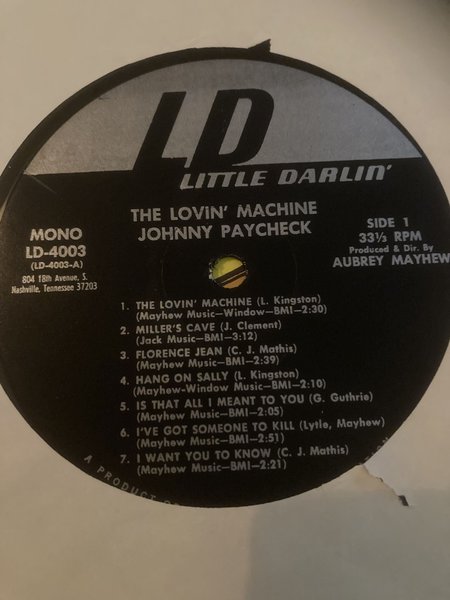 LD
LITTLE DARLIN'
THE LOVIN' MACHINE
JOHNNY PAYCHECK
MONO
LD-4003
(LD-4003-A)
804 18th Avenue, S.
Nashville, Tennessee 37203
SIDE 1
33⅓ RPM
Produced & Dir. By
AUBREY MAYHEW
1. THE LOVIN' MACHINE (L. Kingston)
(Mayhew Music—Window—BMI—2:30)
2. MILLER'S CAVE (J. Clement)
(Jack Music—BMI—3:12)
3. FLORENCE JEAN (C. J. Mathis)
(Mayhew Music—BMI—2:39)
4. HANG ON SALLY (L. Kingston)
(Mayhew-Window Music—BMI—2:10)
5. IS THAT ALL I MEANT TO YOU (G. Guthrie)
(Mayhew Music—BMI—2:05)
6. I'VE GOT SOMEONE TO KILL (Lytle, Mayhew)
(Mayhew Music—BMI—2:51)
7. I WANT YOU TO KNOW (C. J. Mathis)
(Mayhew Music—BMI—2:21)
A PRODUCT OF